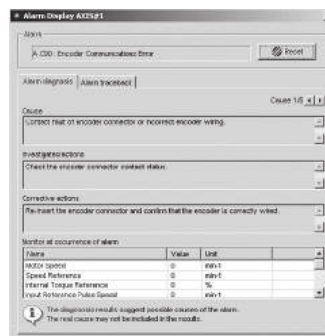 Alarm Display AXIS#1
Alarm
A.C90 : Encoder Communications Error
Reset
Alarm diagnosis
Alarm traceback
Cause 1/5
Cause
Contact fault of encoder connector or incorrect encoder wiring.
Investigative actions
Check the encoder connector contact status.
Corrective actions
Re-insert the encoder connector and confirm that the encoder is correctly wired.
Monitor at occurrence of alarm
Name Value Unit
Motor Speed 0 min-1
Speed Reference 0 min-1
Internal Torque Reference 0 %
Input Reference Pulse Speed 0 min-1
The diagnosis results suggest possible causes of the alarm.
The real cause may not be included in the results.